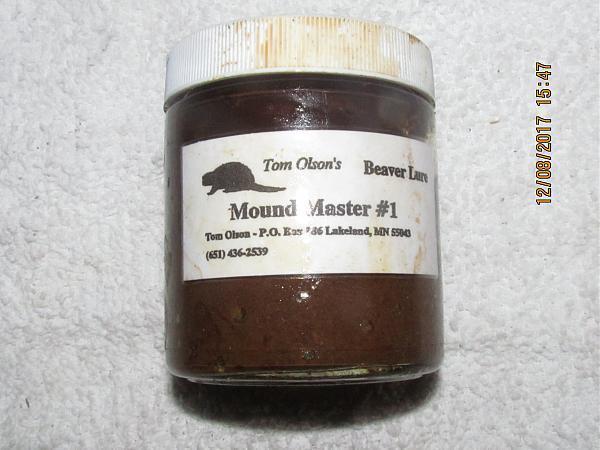 Tom Olson's Beaver Lure
Mound Master #1
Tom Olson - P.O. Lakeland, MN 55043
(651) 436-2539
12/08/2017 15:47